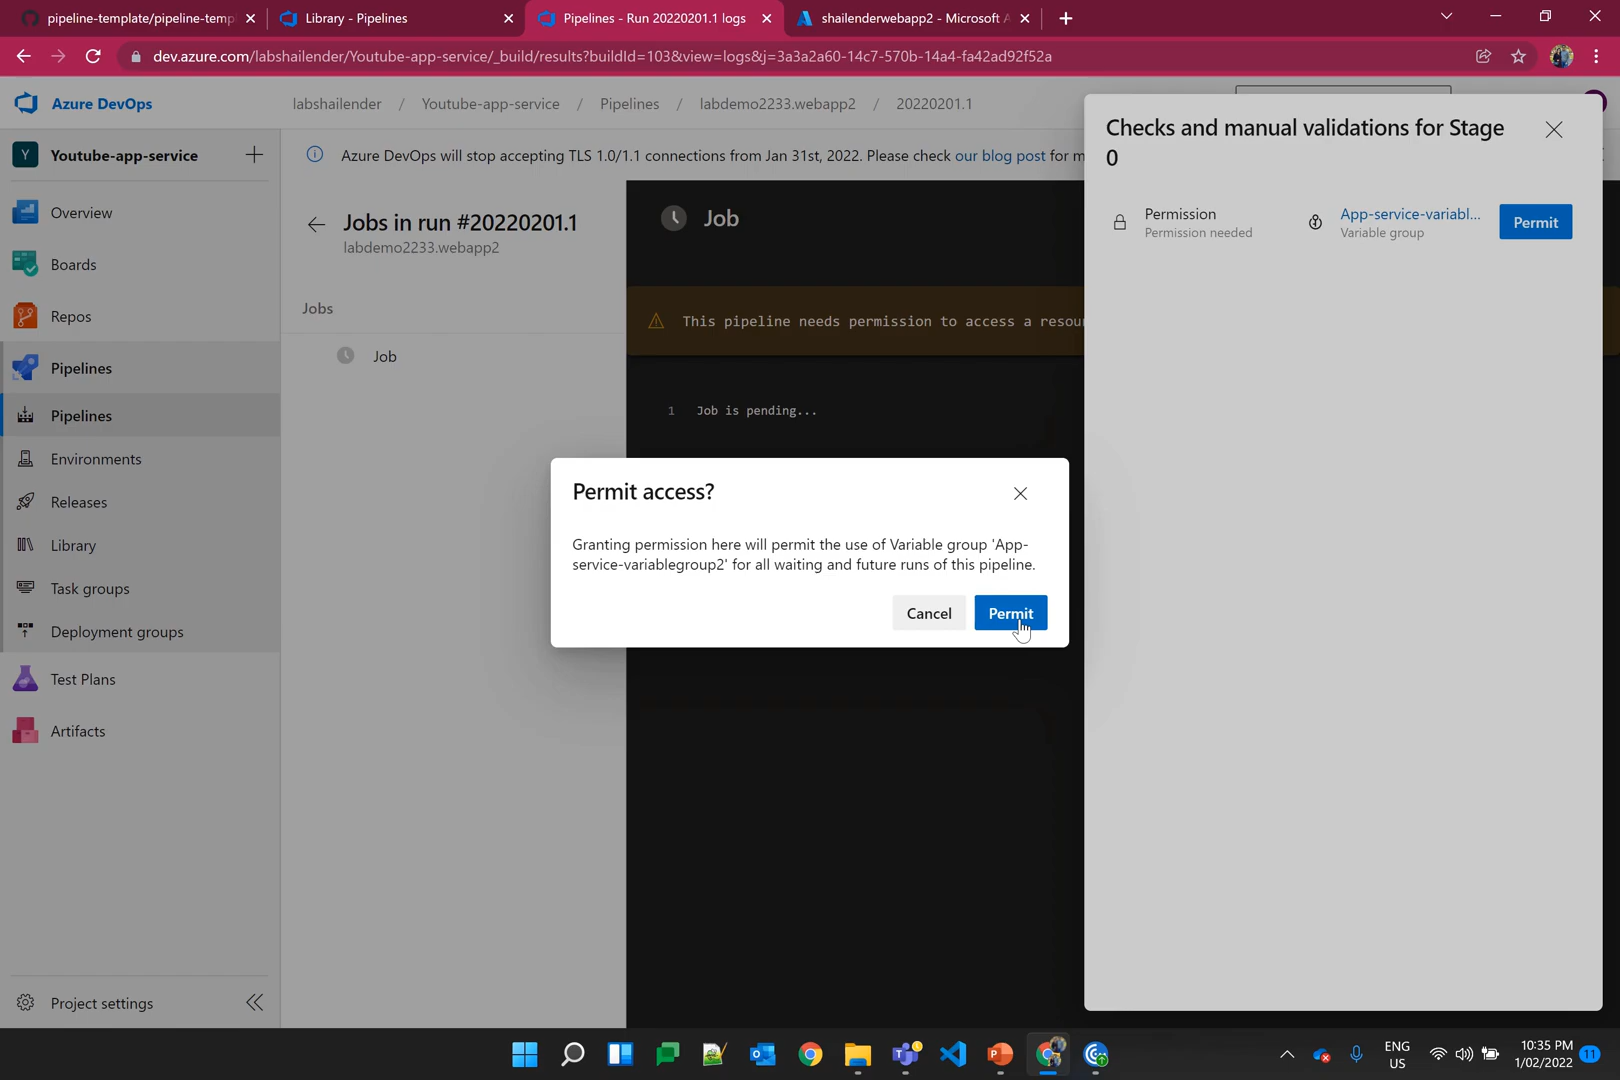 pipeline-template/pipeline-temp
Library - Pipelines
Pipelines - Run 20220201.1 logs
shailenderwebapp2 - Microsoft A
dev.azure.com/labshailender/Youtube-app-service/_build/results?buildId=103&view=logs&j=3a3a2a60-14c7-570b-14a4-fa42ad92f52a
Azure DevOps
labshailender / Youtube-app-service / Pipelines / labdemo2233.webapp2 / 20220201.1
Y Youtube-app-service
Azure DevOps will stop accepting TLS 1.0/1.1 connections from Jan 31st, 2022. Please check our blog post for m
Overview
Boards
Repos
Pipelines
Pipelines
Environments
Releases
Library
Task groups
Deployment groups
Test Plans
Artifacts
Project settings
Jobs in run #20220201.1
labdemo2233.webapp2
Jobs
Job
Job
This pipeline needs permission to access a resou
1 Job is pending...
Checks and manual validations for Stage
0
Permission
Permission needed
App-service-variabl...
Variable group
Permit
Permit access?
Granting permission here will permit the use of Variable group 'App-
service-variablegroup2' for all waiting and future runs of this pipeline.
Cancel
Permit
ENG
US
10:35 PM
1/02/2022
11